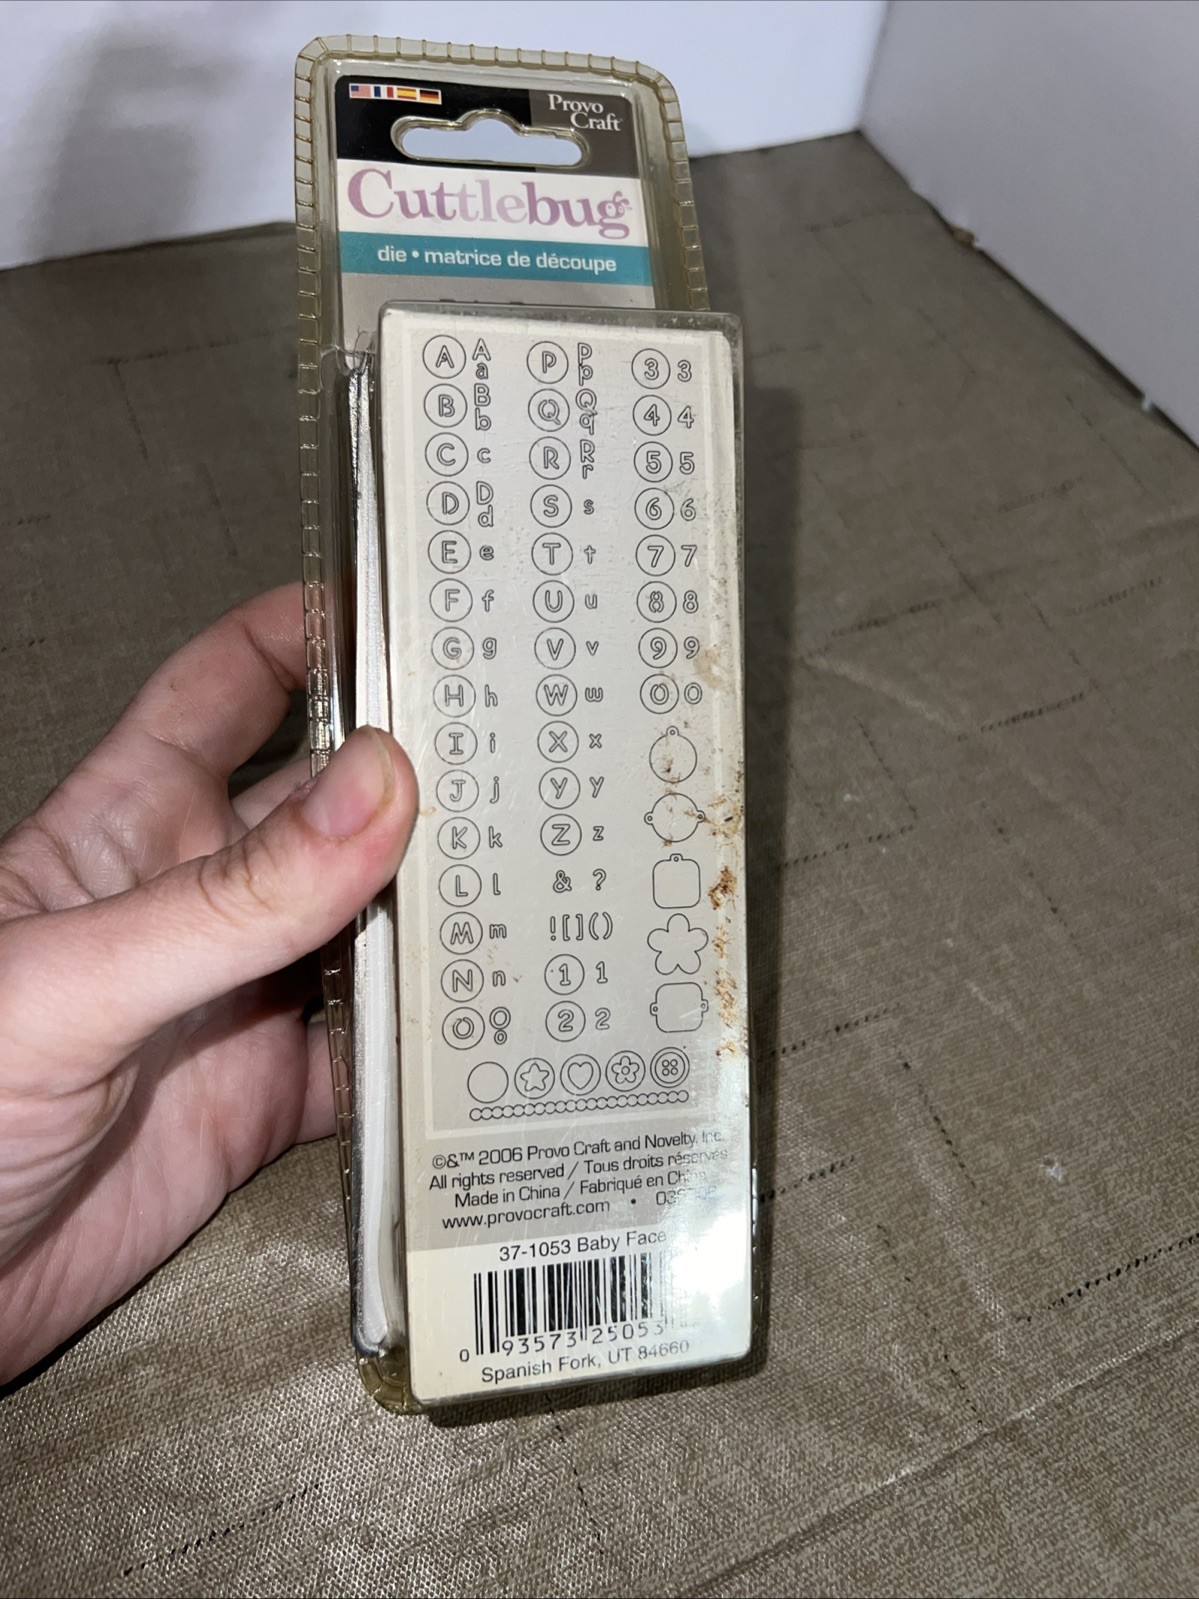 Provo
Craft
Cuttlebug
die • matrice de découpe
A A a P P p 3 3
B B b Q Q q 4 4
C c R R r 5 5
D D d S s 6 6
E e T t 7 7
F f U u 8 8
G g V v 9 9
H h W w 0 0
I i X x
J j Y y
K k Z z
L l & ?
M m ! [ ] ( )
N n 1 1
O O o 2 2
©&™ 2006 Provo Craft and Novelty, Inc.
All rights reserved / Tous droits réservés
Made in China / Fabriqué en China
www.provocraft.com •
37-1053 Baby Face
0 93573 25053
Spanish Fork, UT 84660